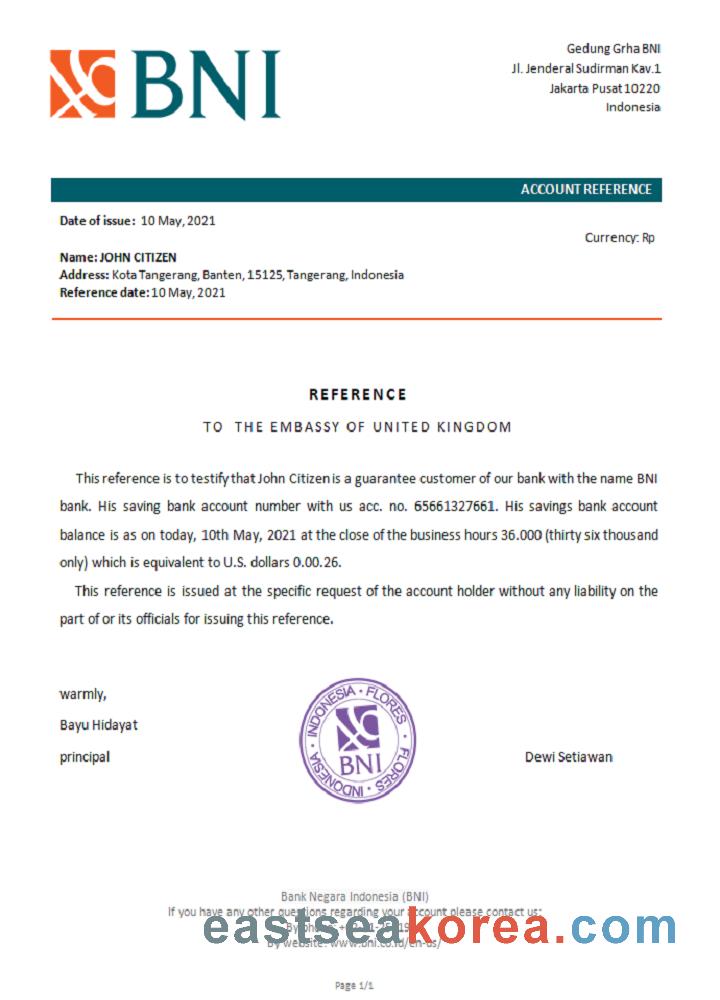 BNI
Gedung Grha BNI
Jl. Jenderal Sudirman Kav.1
Jakarta Pusat 10220
Indonesia
ACCOUNT REFERENCE
Date of issue: 10 May, 2021
Currency: Rp
Name: JOHN CITIZEN
Address: Kota Tangerang, Banten, 15125, Tangerang, Indonesia
Reference date: 10 May, 2021
REFERENCE
TO THE EMBASSY OF UNITED KINGDOM
This reference is to testify that John Citizen is a guarantee customer of our bank with the name BNI
bank. His saving bank account number with us acc. no. 65661327661. His savings bank account
balance is as on today, 10th May, 2021 at the close of the business hours 36.000 (thirty six thousand
only) which is equivalent to U.S. dollars 0.00.26.
This reference is issued at the specific request of the account holder without any liability on the
part of or its officials for issuing this reference.
warmly,
Bayu Hidayat
principal
INDONESIA · FLORES · FLORES · INDONESIA ·
BNI
Dewi Setiawan
Bank Negara Indonesia (BNI)
If you have any other questions regarding your account please contact us:
eastseakorea.com
By phone:
By website: www.bni.co.id/en-us/
Page 1/1